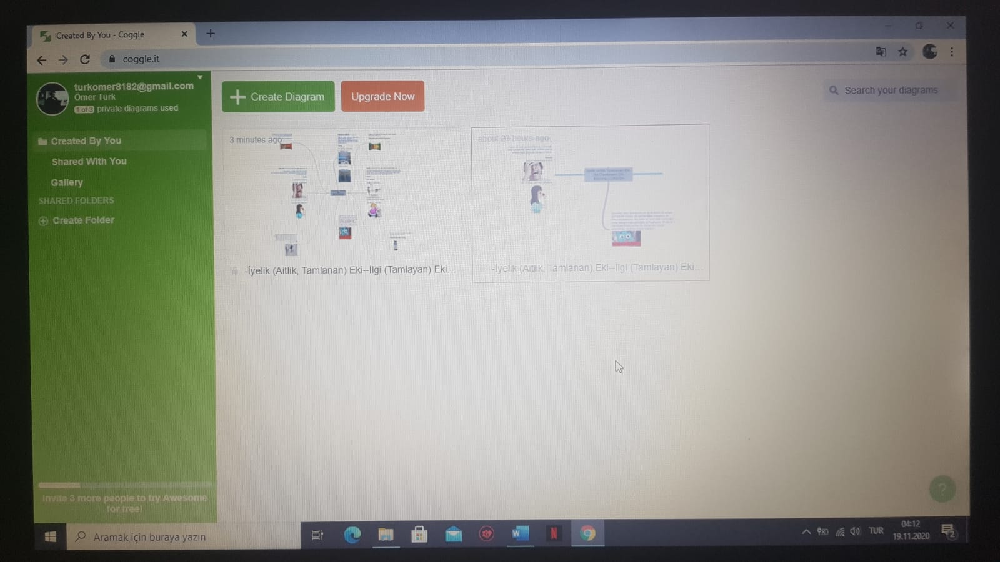 Created By You - Coggle
coggle.it
turkomer8182@gmail.com
Ömer Türk
1 of 3 private diagrams used
Created By You
Shared With You
Gallery
SHARED FOLDERS
Create Folder
Invite 3 more people to try Awesome
for free!
Create Diagram
Upgrade Now
Search your diagrams
3 minutes ago
-İyelik (Aitlik, Tamlanan) Eki--İlgi (Tamlayan) Eki...
about 23 hours ago
-İyelik (Aitlik, Tamlanan) Eki--İlgi (Tamlayan) Eki...
?
Aramak için buraya yazın
W
N
TUR
04:12
19.11.2020
2